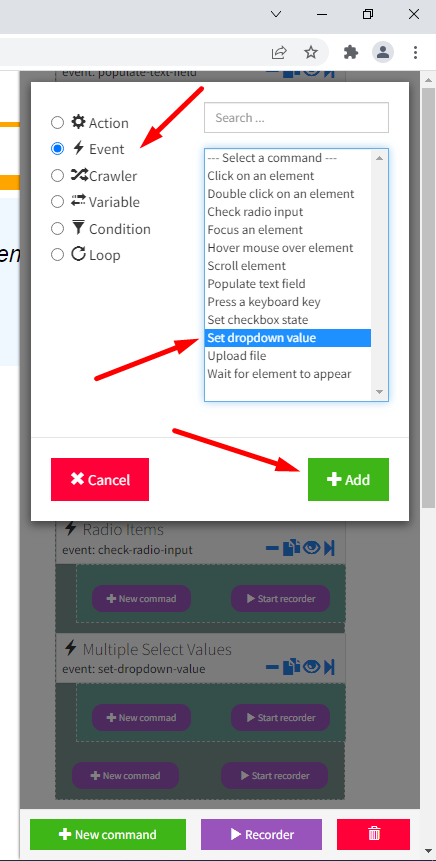 event: populate-text-field
Action
Event
Crawler
Variable
Condition
Loop
Search ...
--- Select a command ---
Click on an element
Double click on an element
Check radio input
Focus an element
Hover mouse over element
Scroll element
Populate text field
Press a keyboard key
Set checkbox state
Set dropdown value
Upload file
Wait for element to appear
en
Cancel
Add
Radio Items
event: check-radio-input
New commad
Start recorder
Multiple Select Values
event: set-dropdown-value
New commad
Start recorder
New commad
Start recorder
New command
Recorder